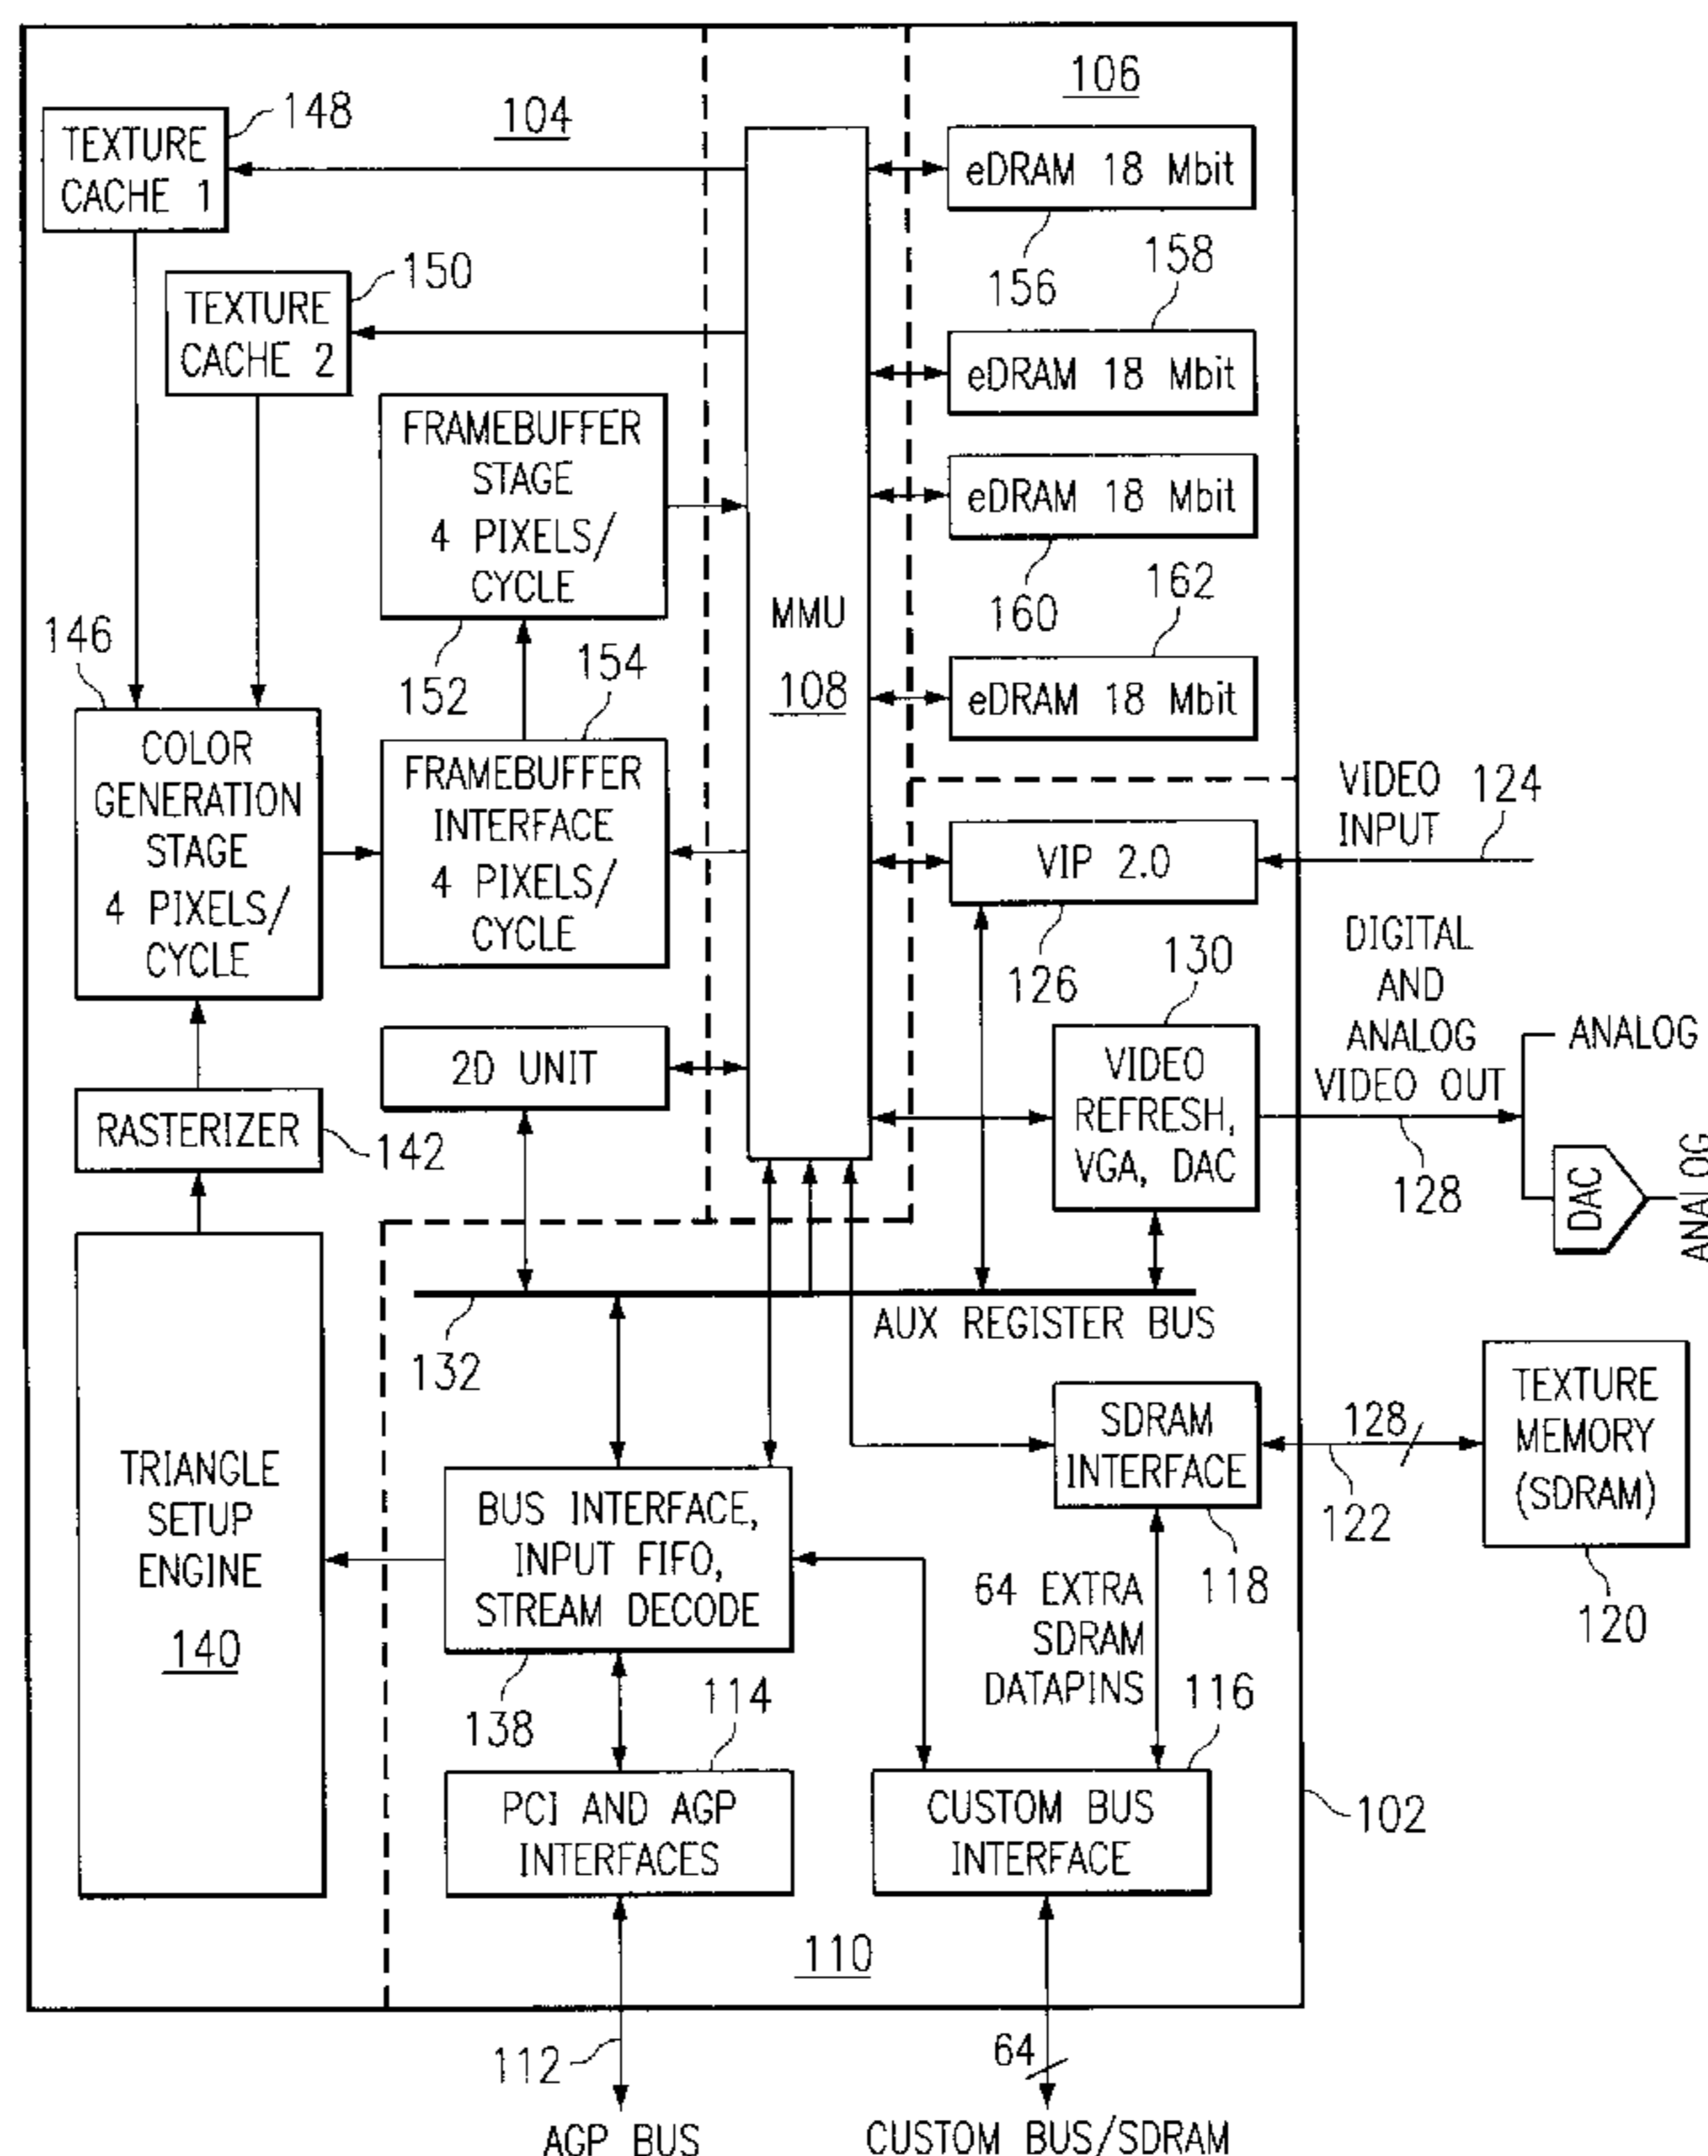 106
104
148
TEXTURE
CACHE 1
eDRAM 18 Mbit
156
158
150
TEXTURE
CACHE 2
eDRAM 18 Mbit
FRAMEBUFFER
STAGE
4 PIXELS/
CYCLE
152
eDRAM 18 Mbit
160
162
MMU
108
eDRAM 18 Mbit
146
154
COLOR
GENERATION
STAGE
4 PIXELS/
CYCLE
FRAMEBUFFER
INTERFACE
4 PIXELS/
CYCLE
VIDEO
INPUT
124
VIP 2.0
126
130
DIGITAL
AND
ANALOG
VIDEO OUT
128
ANALOG
DAC
ANALOG
2D UNIT
VIDEO
REFRESH,
VGA, DAC
RASTERIZER
142
132
AUX REGISTER BUS
TRIANGLE
SETUP
ENGINE
140
SDRAM
INTERFACE
118
128
122
TEXTURE
MEMORY
(SDRAM)
120
BUS INTERFACE,
INPUT FIFO,
STREAM DECODE
138
64 EXTRA
SDRAM
DATAPINS
114
116
PCI AND AGP
INTERFACES
CUSTOM BUS
INTERFACE
102
110
112
64
AGP BUS
CUSTOM BUS/SDRAM